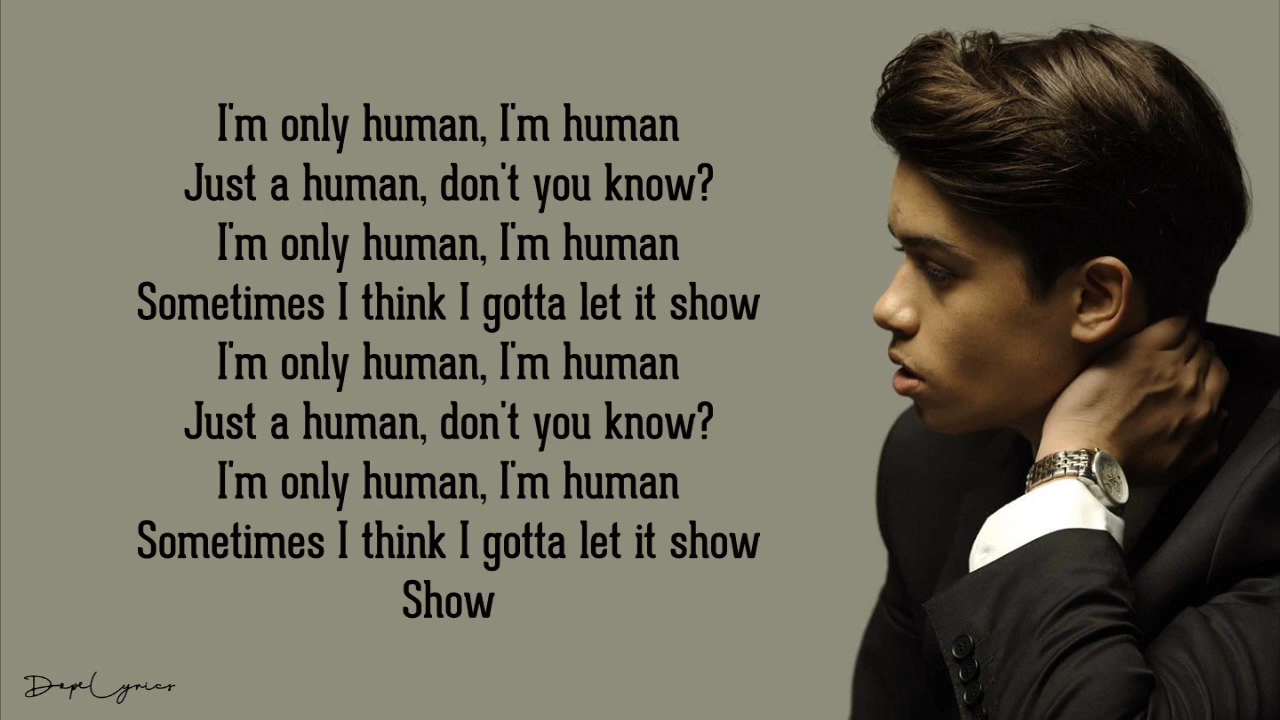 I'm only human, I'm human
Just a human, don't you know?
I'm only human, I'm human
Sometimes I think I gotta let it show
I'm only human, I'm human
Just a human, don't you know?
I'm only human, I'm human
Sometimes I think I gotta let it show
Show
DopeLyrics